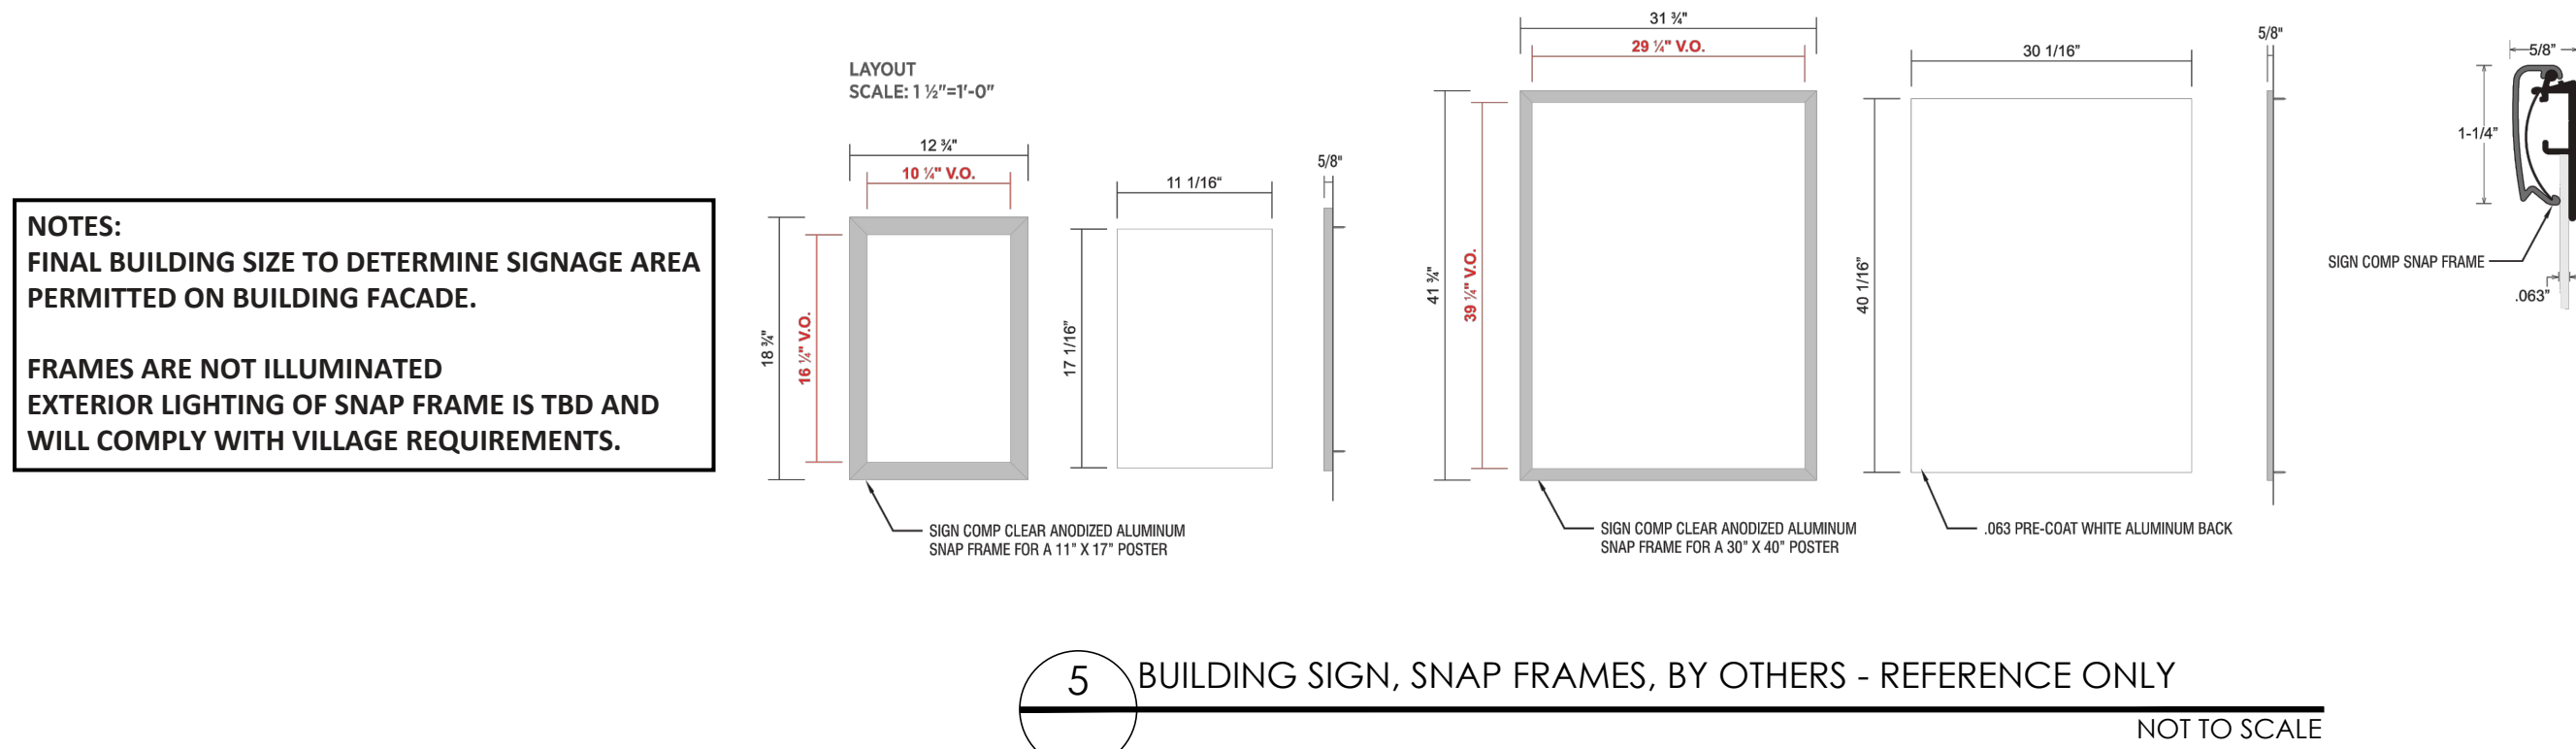 NOTES:
FINAL BUILDING SIZE TO DETERMINE SIGNAGE AREA
PERMITTED ON BUILDING FACADE.
FRAMES ARE NOT ILLUMINATED
EXTERIOR LIGHTING OF SNAP FRAME IS TBD AND
WILL COMPLY WITH VILLAGE REQUIREMENTS.
LAYOUT
SCALE: 1 ½"=1'-0"
12 ¾"
10 ¼" V.O.
18 ¾"
16 ¼" V.O.
SIGN COMP CLEAR ANODIZED ALUMINUM
SNAP FRAME FOR A 11" X 17" POSTER
11 1/16"
17 1/16"
5/8"
31 ¾"
29 ¼" V.O.
41 ¾"
39 ¼" V.O.
SIGN COMP CLEAR ANODIZED ALUMINUM
SNAP FRAME FOR A 30" X 40" POSTER
30 1/16"
40 1/16"
.063 PRE-COAT WHITE ALUMINUM BACK
5/8"
5/8"
1-1/4"
SIGN COMP SNAP FRAME
.063"
5
BUILDING SIGN, SNAP FRAMES, BY OTHERS - REFERENCE ONLY
NOT TO SCALE